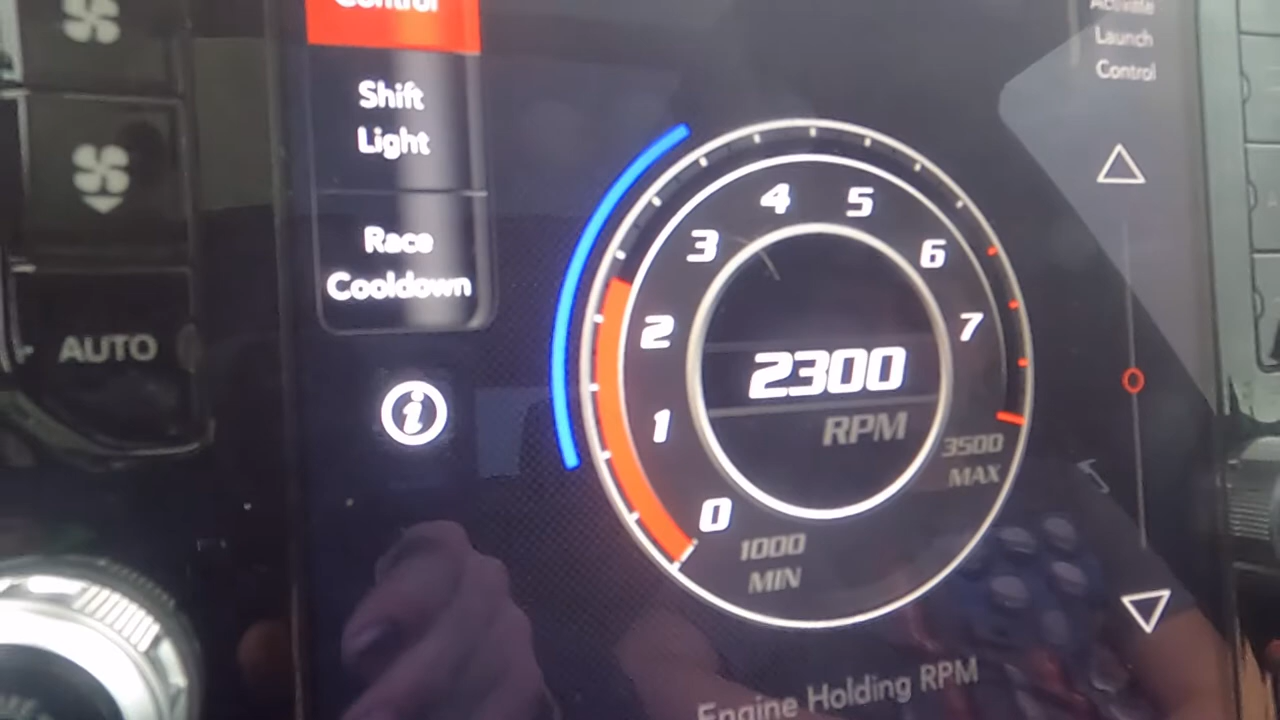 Control
Shift
Light
Race
Cooldown
AUTO
i
Activate
Launch
Control
0
1
2
3
4
5
6
7
2300
RPM
3500
MAX
1000
MIN
Engine Holding RPM